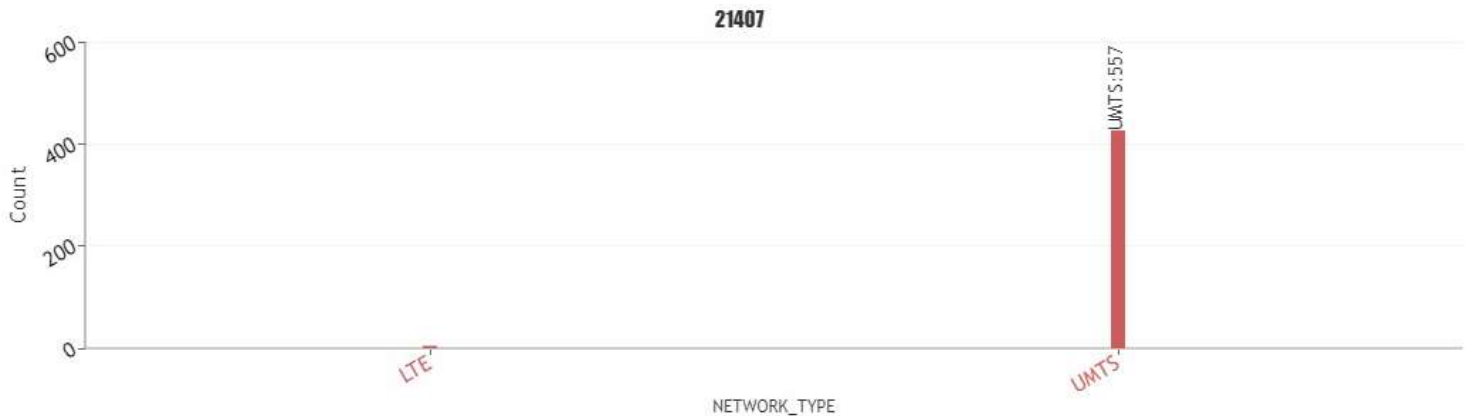 21407
600
400
200
0
Count
UMTS:557
LTE
UMTS
NETWORK_TYPE